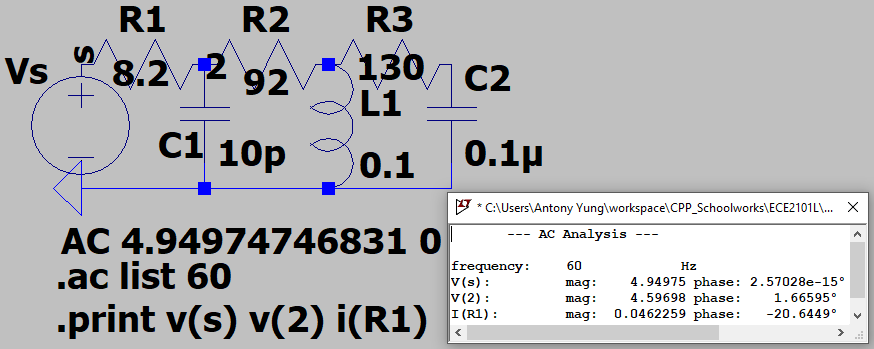 R1 R2 R3
s
Vs 8.2 2 92 130 C2
L1
C1 10p 0.1 0.1µ
AC 4.94974746831 0
.ac list 60
.print v(s) v(2) i(R1)
* C:\Users\Antony Yung\workspace\CPP_Schoolworks\ECE2101L\...
--- AC Analysis ---
frequency: 60 Hz
V(s): mag: 4.94975 phase: 2.57028e-15°
V(2): mag: 4.59698 phase: 1.66595°
I(R1): mag: 0.0462259 phase: -20.6449°